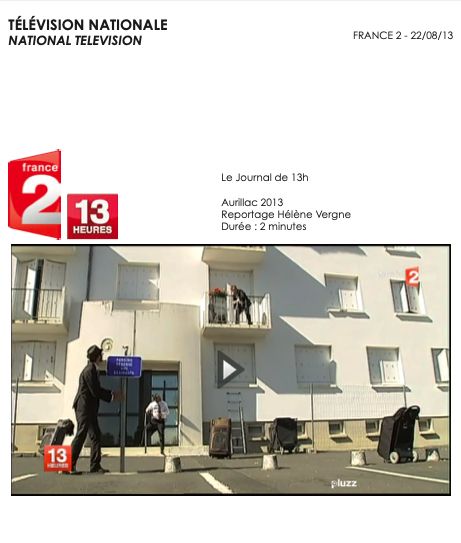 TÉLÉVISION NATIONALE
NATIONAL TELEVISION
FRANCE 2 - 22/08/13
Le Journal de 13h
Aurillac 2013
Reportage Hélène Vergne
Durée : 2 minutes
france
2
13
HEURES
2
PARKING
13
HEURES
pluzz